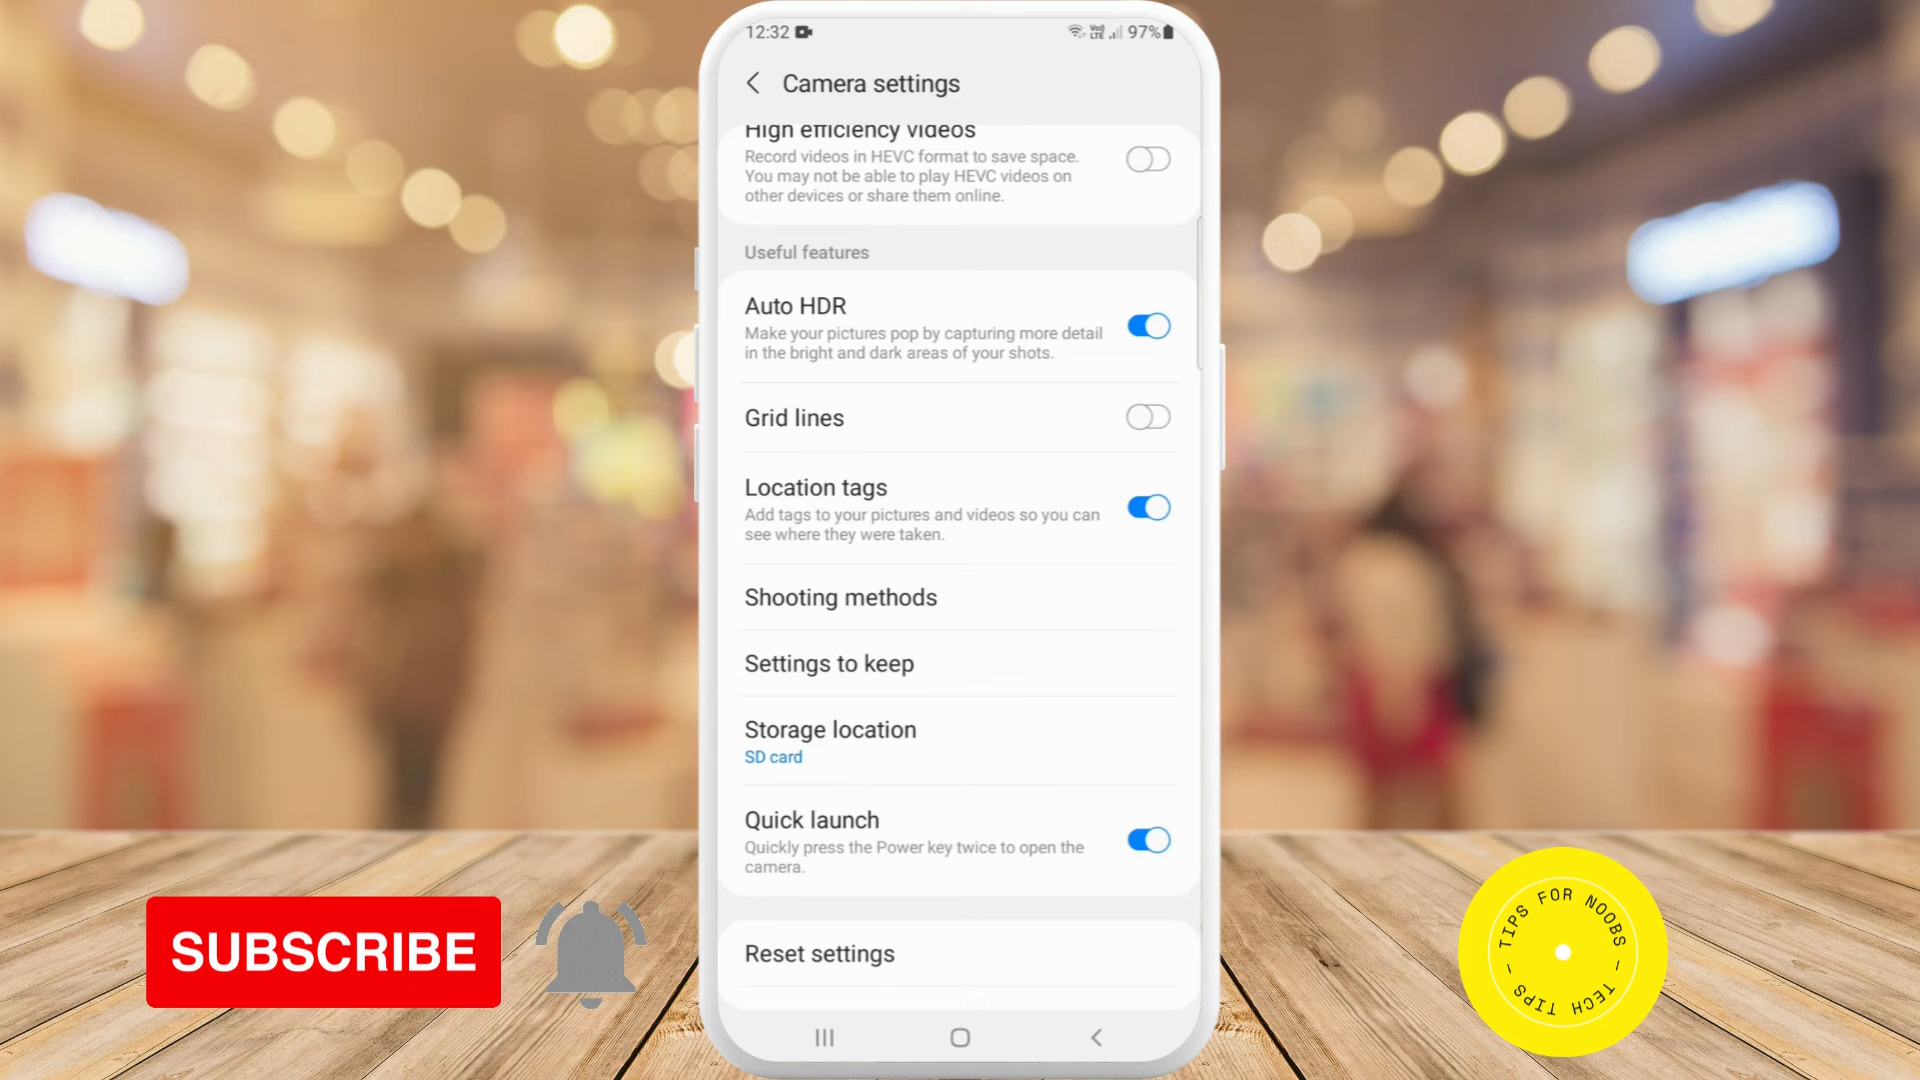 12:32
Vo)
LTE
97%
Camera settings
High efficiency videos
Record videos in HEVC format to save space.
You may not be able to play HEVC videos on
other devices or share them online.
Useful features
Auto HDR
Make your pictures pop by capturing more detail
in the bright and dark areas of your shots.
Grid lines
Location tags
Add tags to your pictures and videos so you can
see where they were taken.
Shooting methods
Settings to keep
Storage location
SD card
Quick launch
Quickly press the Power key twice to open the
camera.
Reset settings
SUBSCRIBE
TIPS FOR NOOBS –
TECH TIPS –